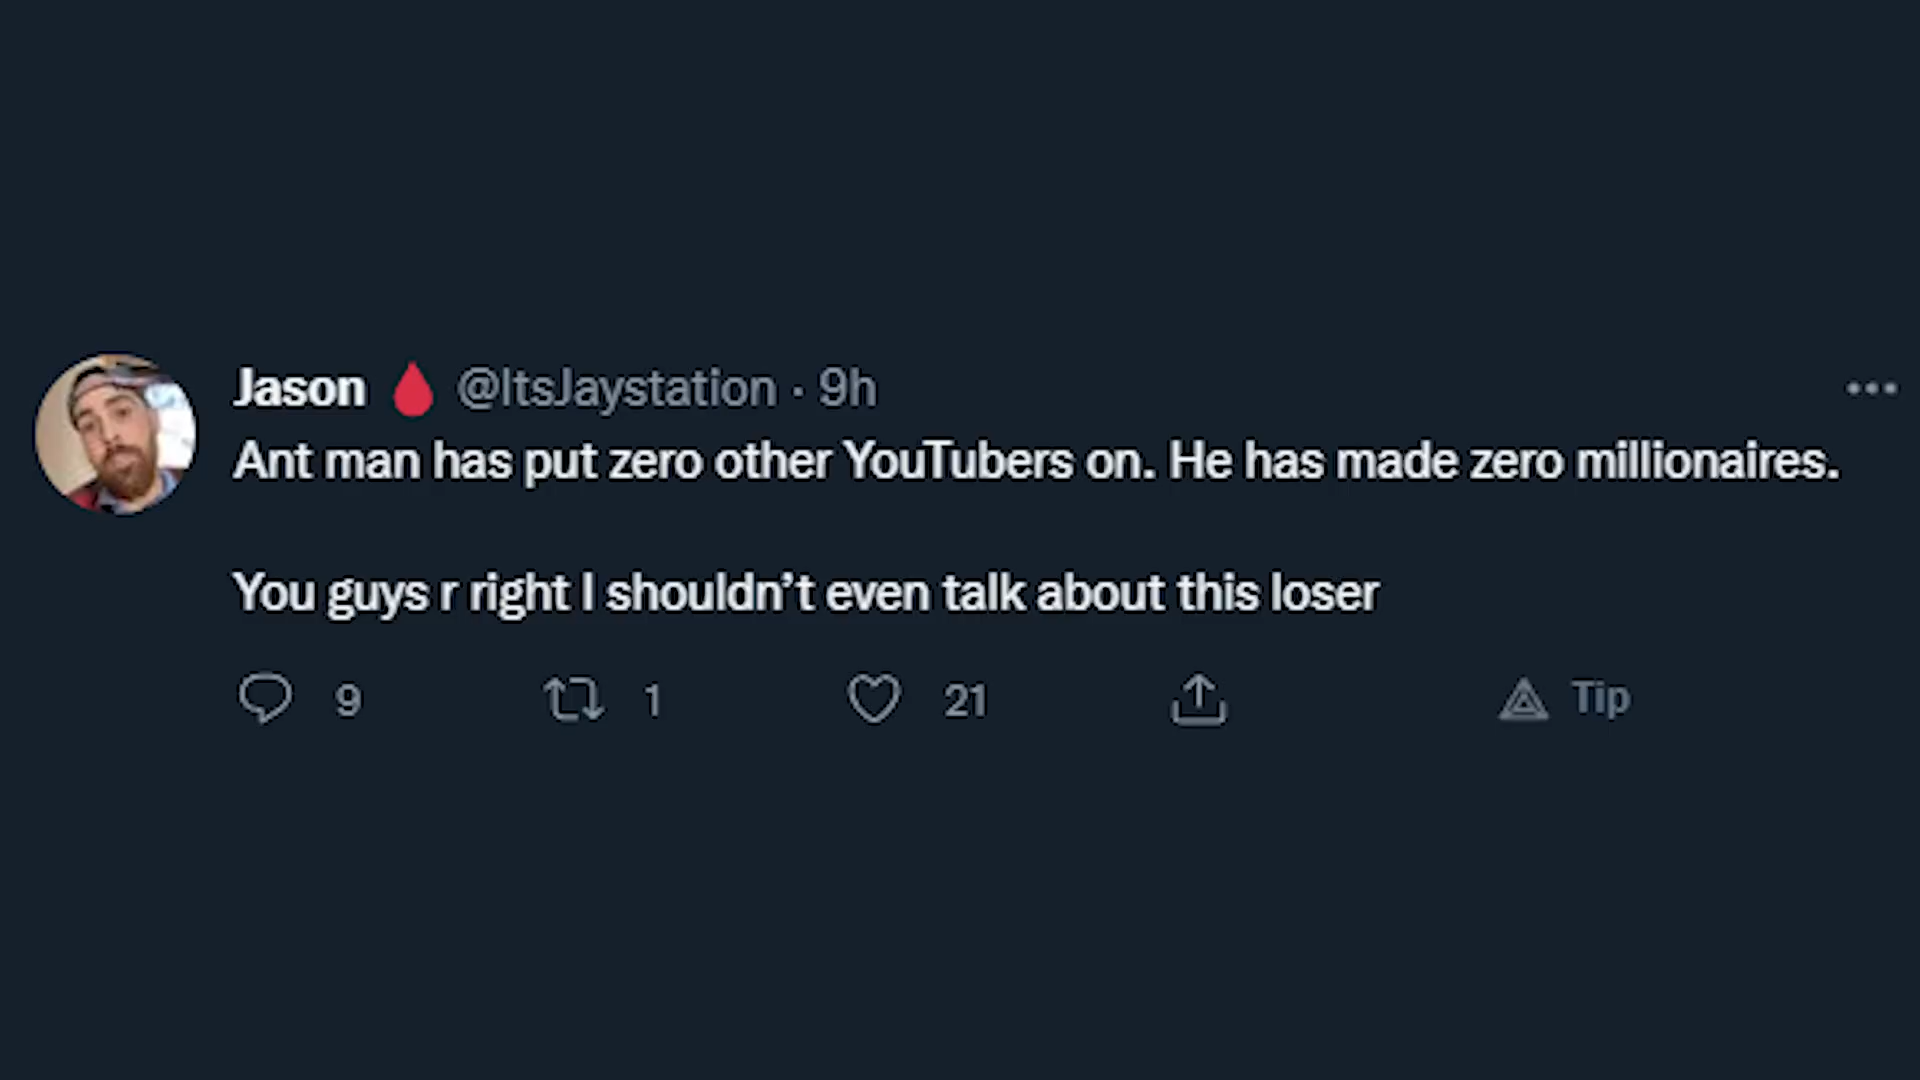 Jason @ItsJaystation · 9h
Ant man has put zero other YouTubers on. He has made zero millionaires.
You guys r right I shouldn’t even talk about this loser
9 1 21 Tip